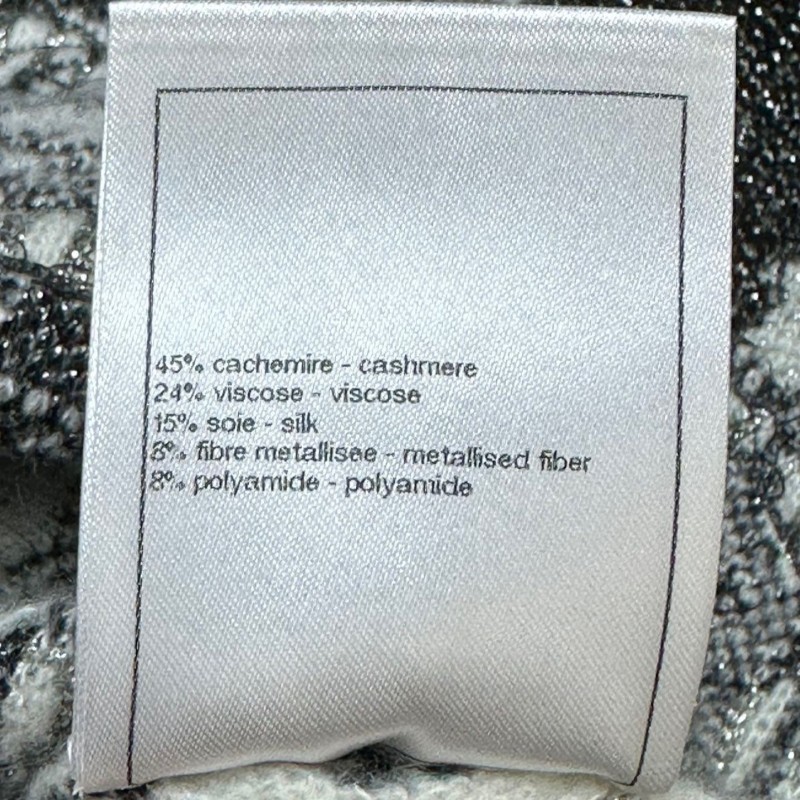 45% cachemire - cashmere
24% viscose - viscose
15% soie - silk
8% fibre metallisee - metallised fiber
8% polyamide - polyamide